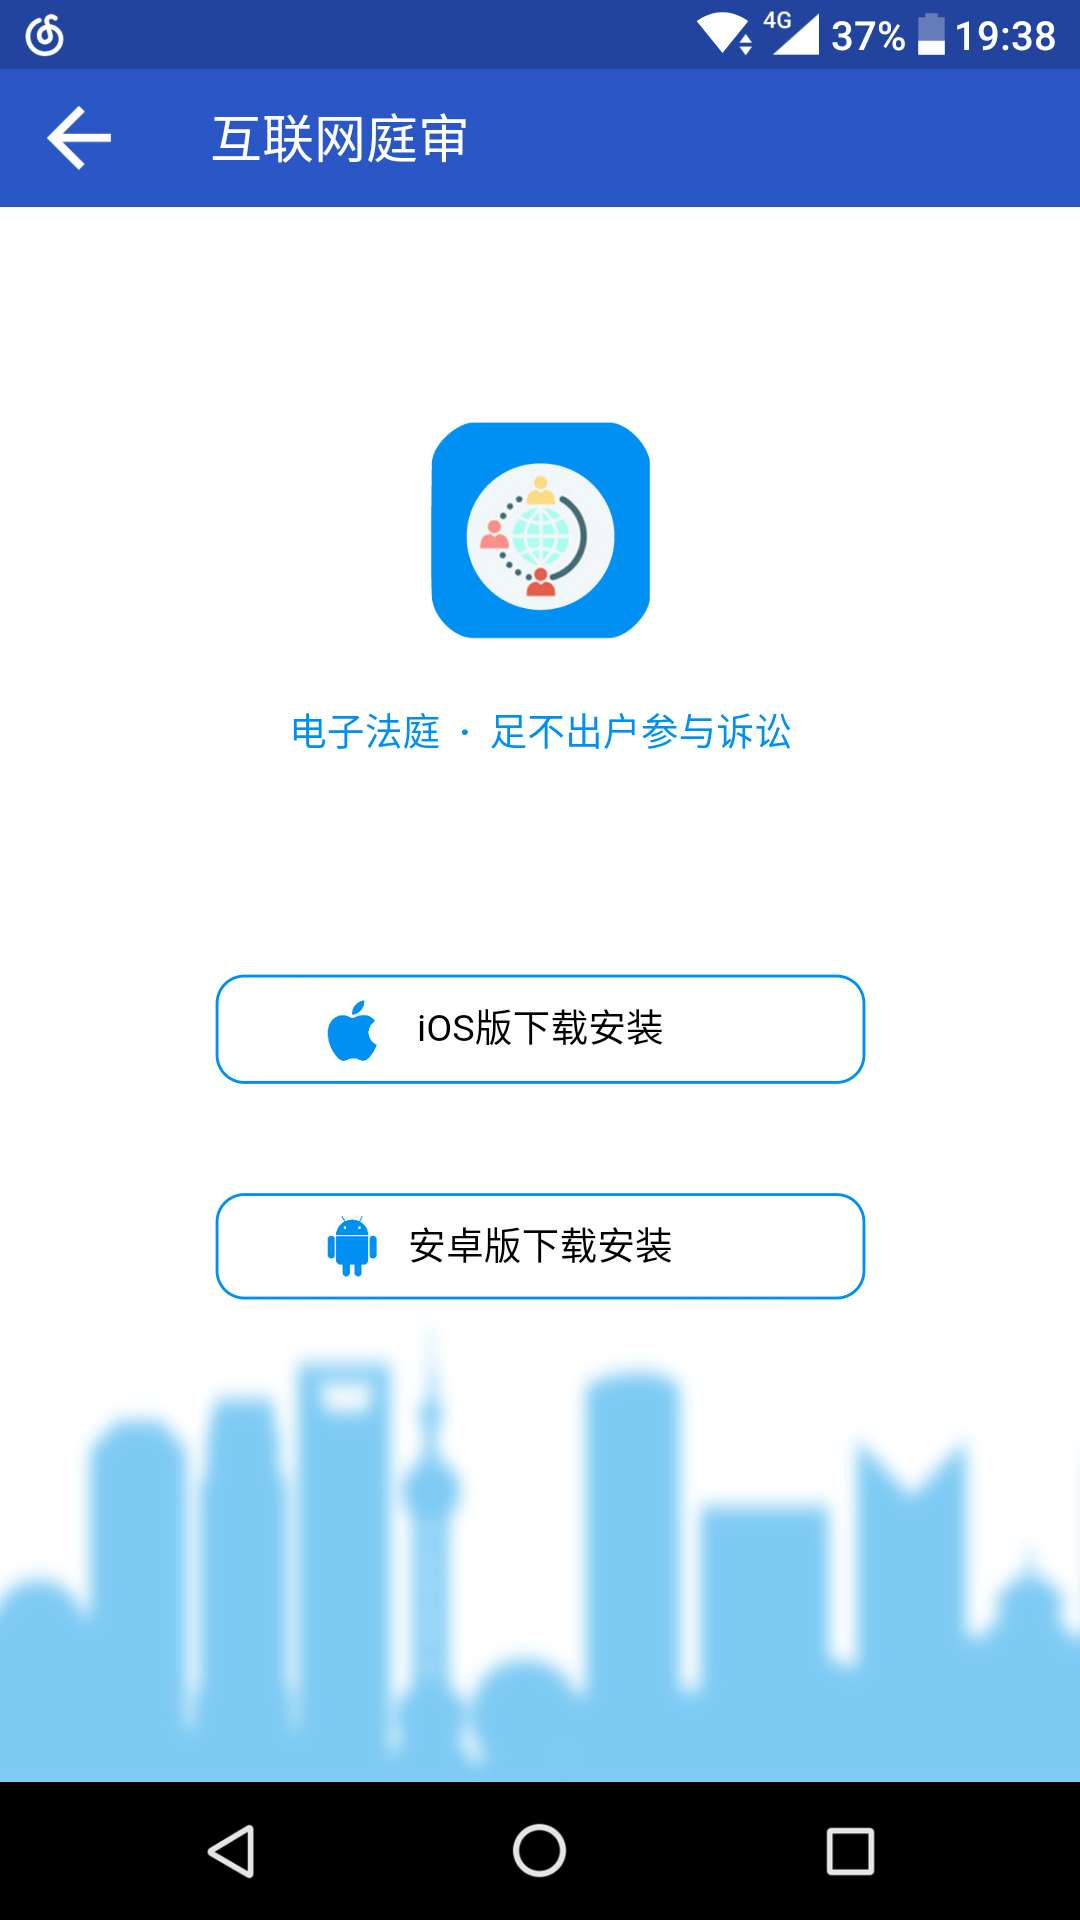 4G 37% 19:38
互联网庭审
电子法庭 · 足不出户参与诉讼
iOS版下载安装
安卓版下载安装